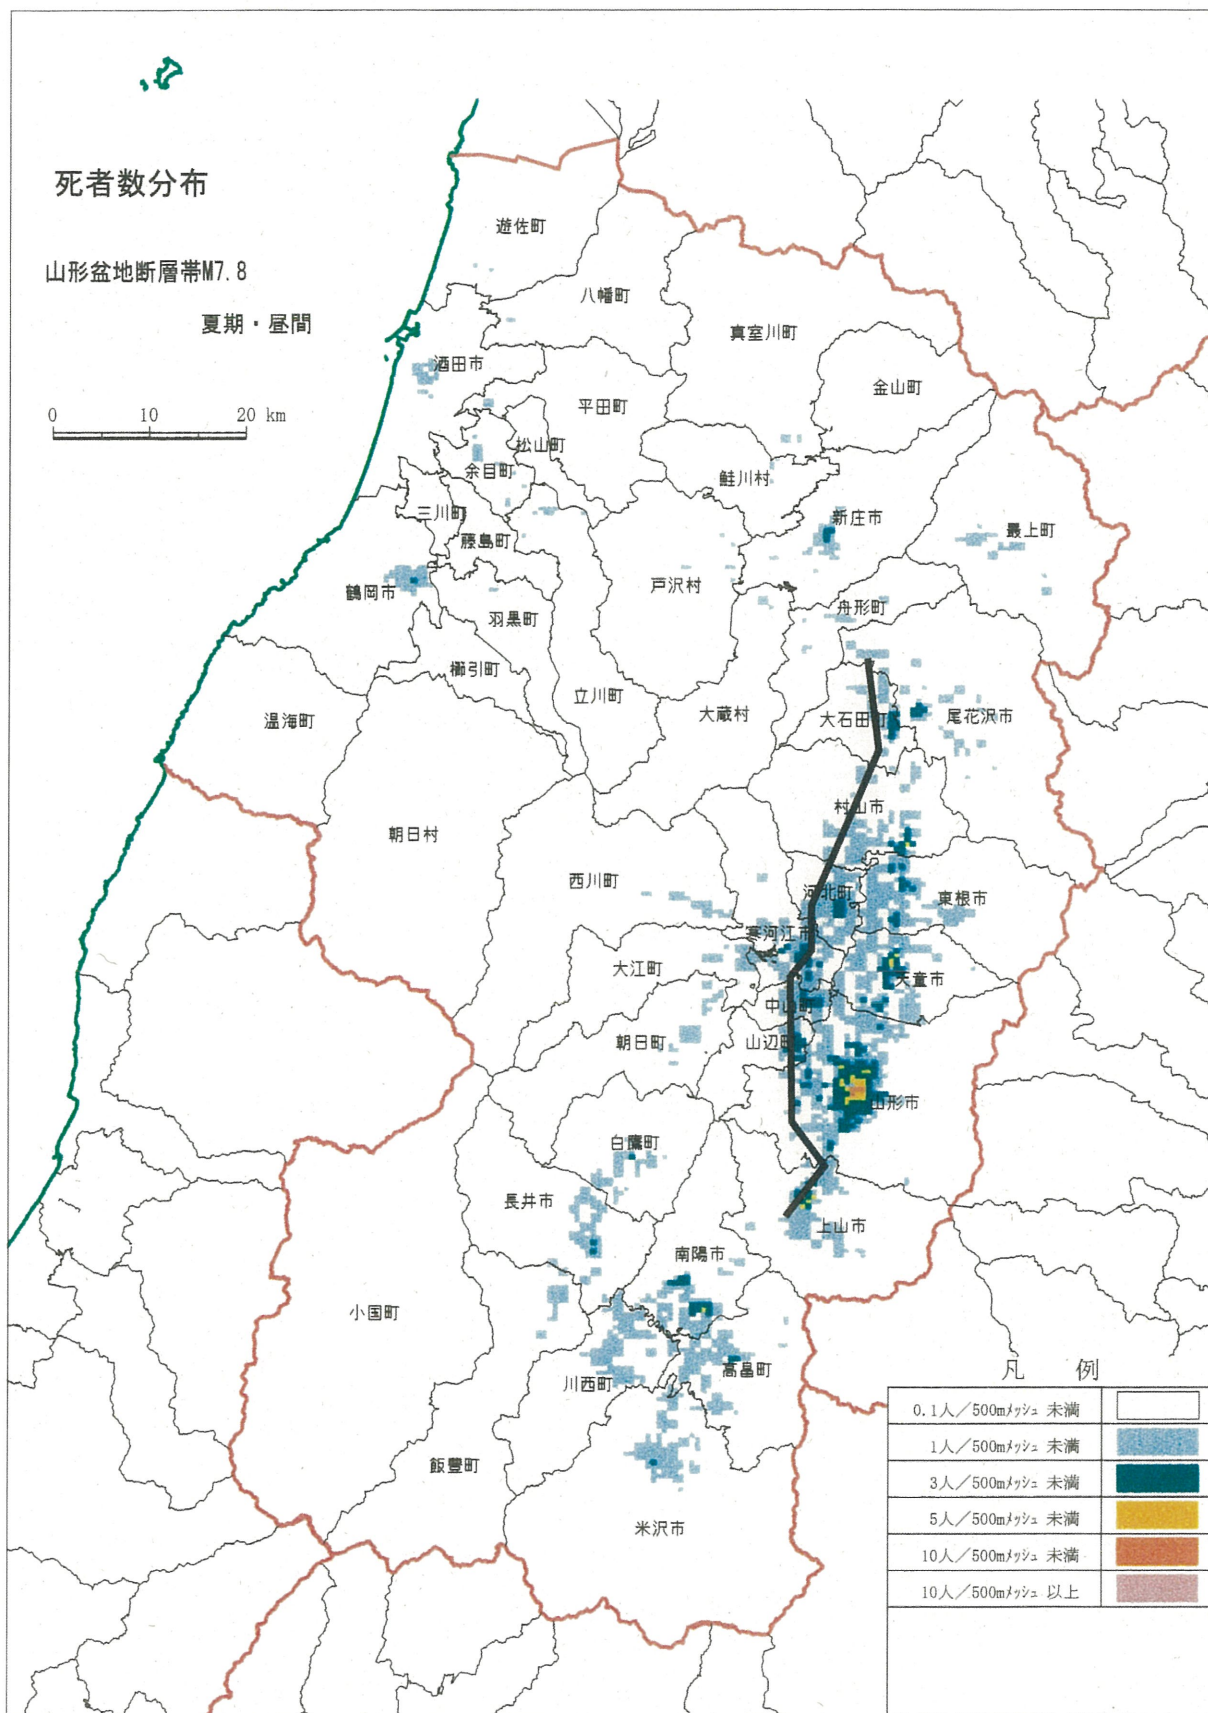 死者数分布
山形盆地断層帯M7.8
夏期・昼間
0 10 20 km
遊佐町
八幡町
真室川町
酒田市
金山町
平田町
松山町
余目町
鮭川村
三川町
新庄市
最上町
藤島町
鶴岡市
戸沢村
舟形町
羽黒町
櫛引町
立川町
温海町
大蔵村
大石田町
尾花沢市
村山市
朝日村
西川町
河北町
東根市
寒河江市
大江町
天童市
中山町
朝日町
山辺町
山形市
白鷹町
長井市
上山市
南陽市
小国町
高畠町
川西町
飯豊町
米沢市
凡 例
0.1人/500mメッシュ 未満
1人/500mメッシュ 未満
3人/500mメッシュ 未満
5人/500mメッシュ 未満
10人/500mメッシュ 未満
10人/500mメッシュ 以上